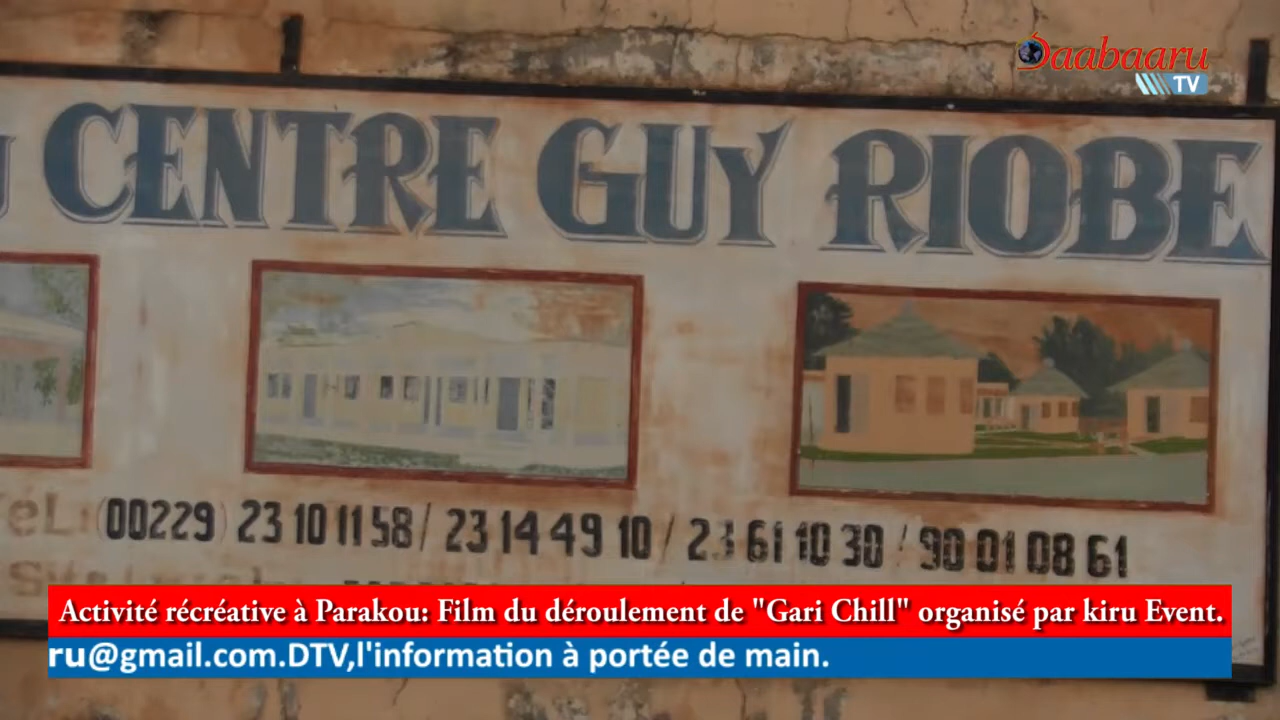 Daabaaru
TV
CENTRE GUY RIOBE
TeL: (00229) 23 10 11 58 / 23 14 49 10 / 23 61 10 30 / 90 01 08 61
Activité récréative à Parakou: Film du déroulement de "Gari Chill" organisé par kiru Event.
ru@gmail.com.DTV,l'information à portée de main.